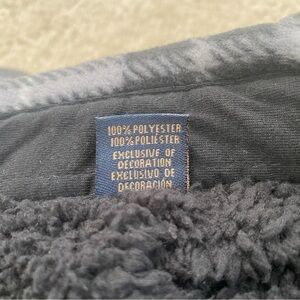 100% POLYESTER
100% POLIÉSTER
EXCLUSIVE OF
DECORATION
EXCLUSIVO DE
DECORACIÓN